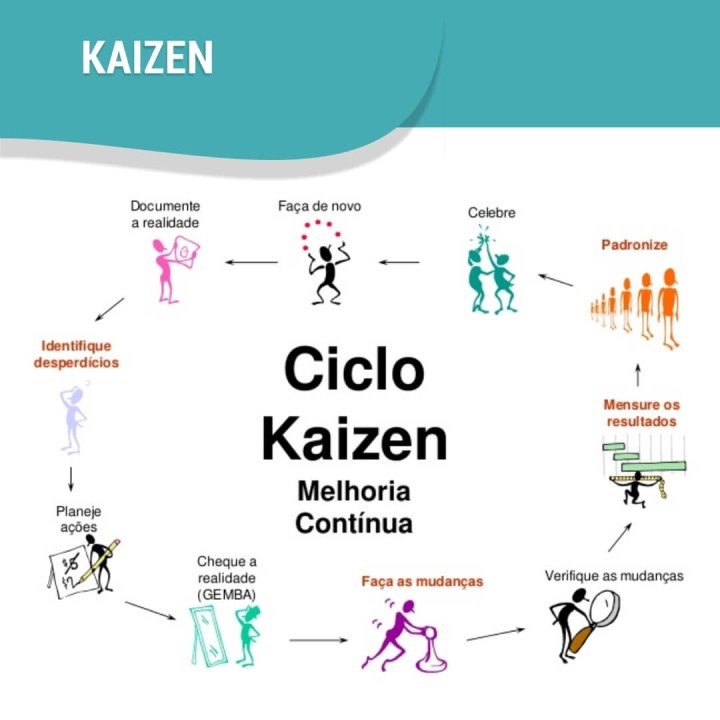 KAIZEN
Documente
a realidade
Faça de novo
Celebre
Padronize
Identifique
desperdícios
Ciclo
Kaizen
Melhoria
Contínua
Mensure os
resultados
Planeje
ações
Cheque a
realidade
(GEMBA)
Faça as mudanças
Verifique as mudanças